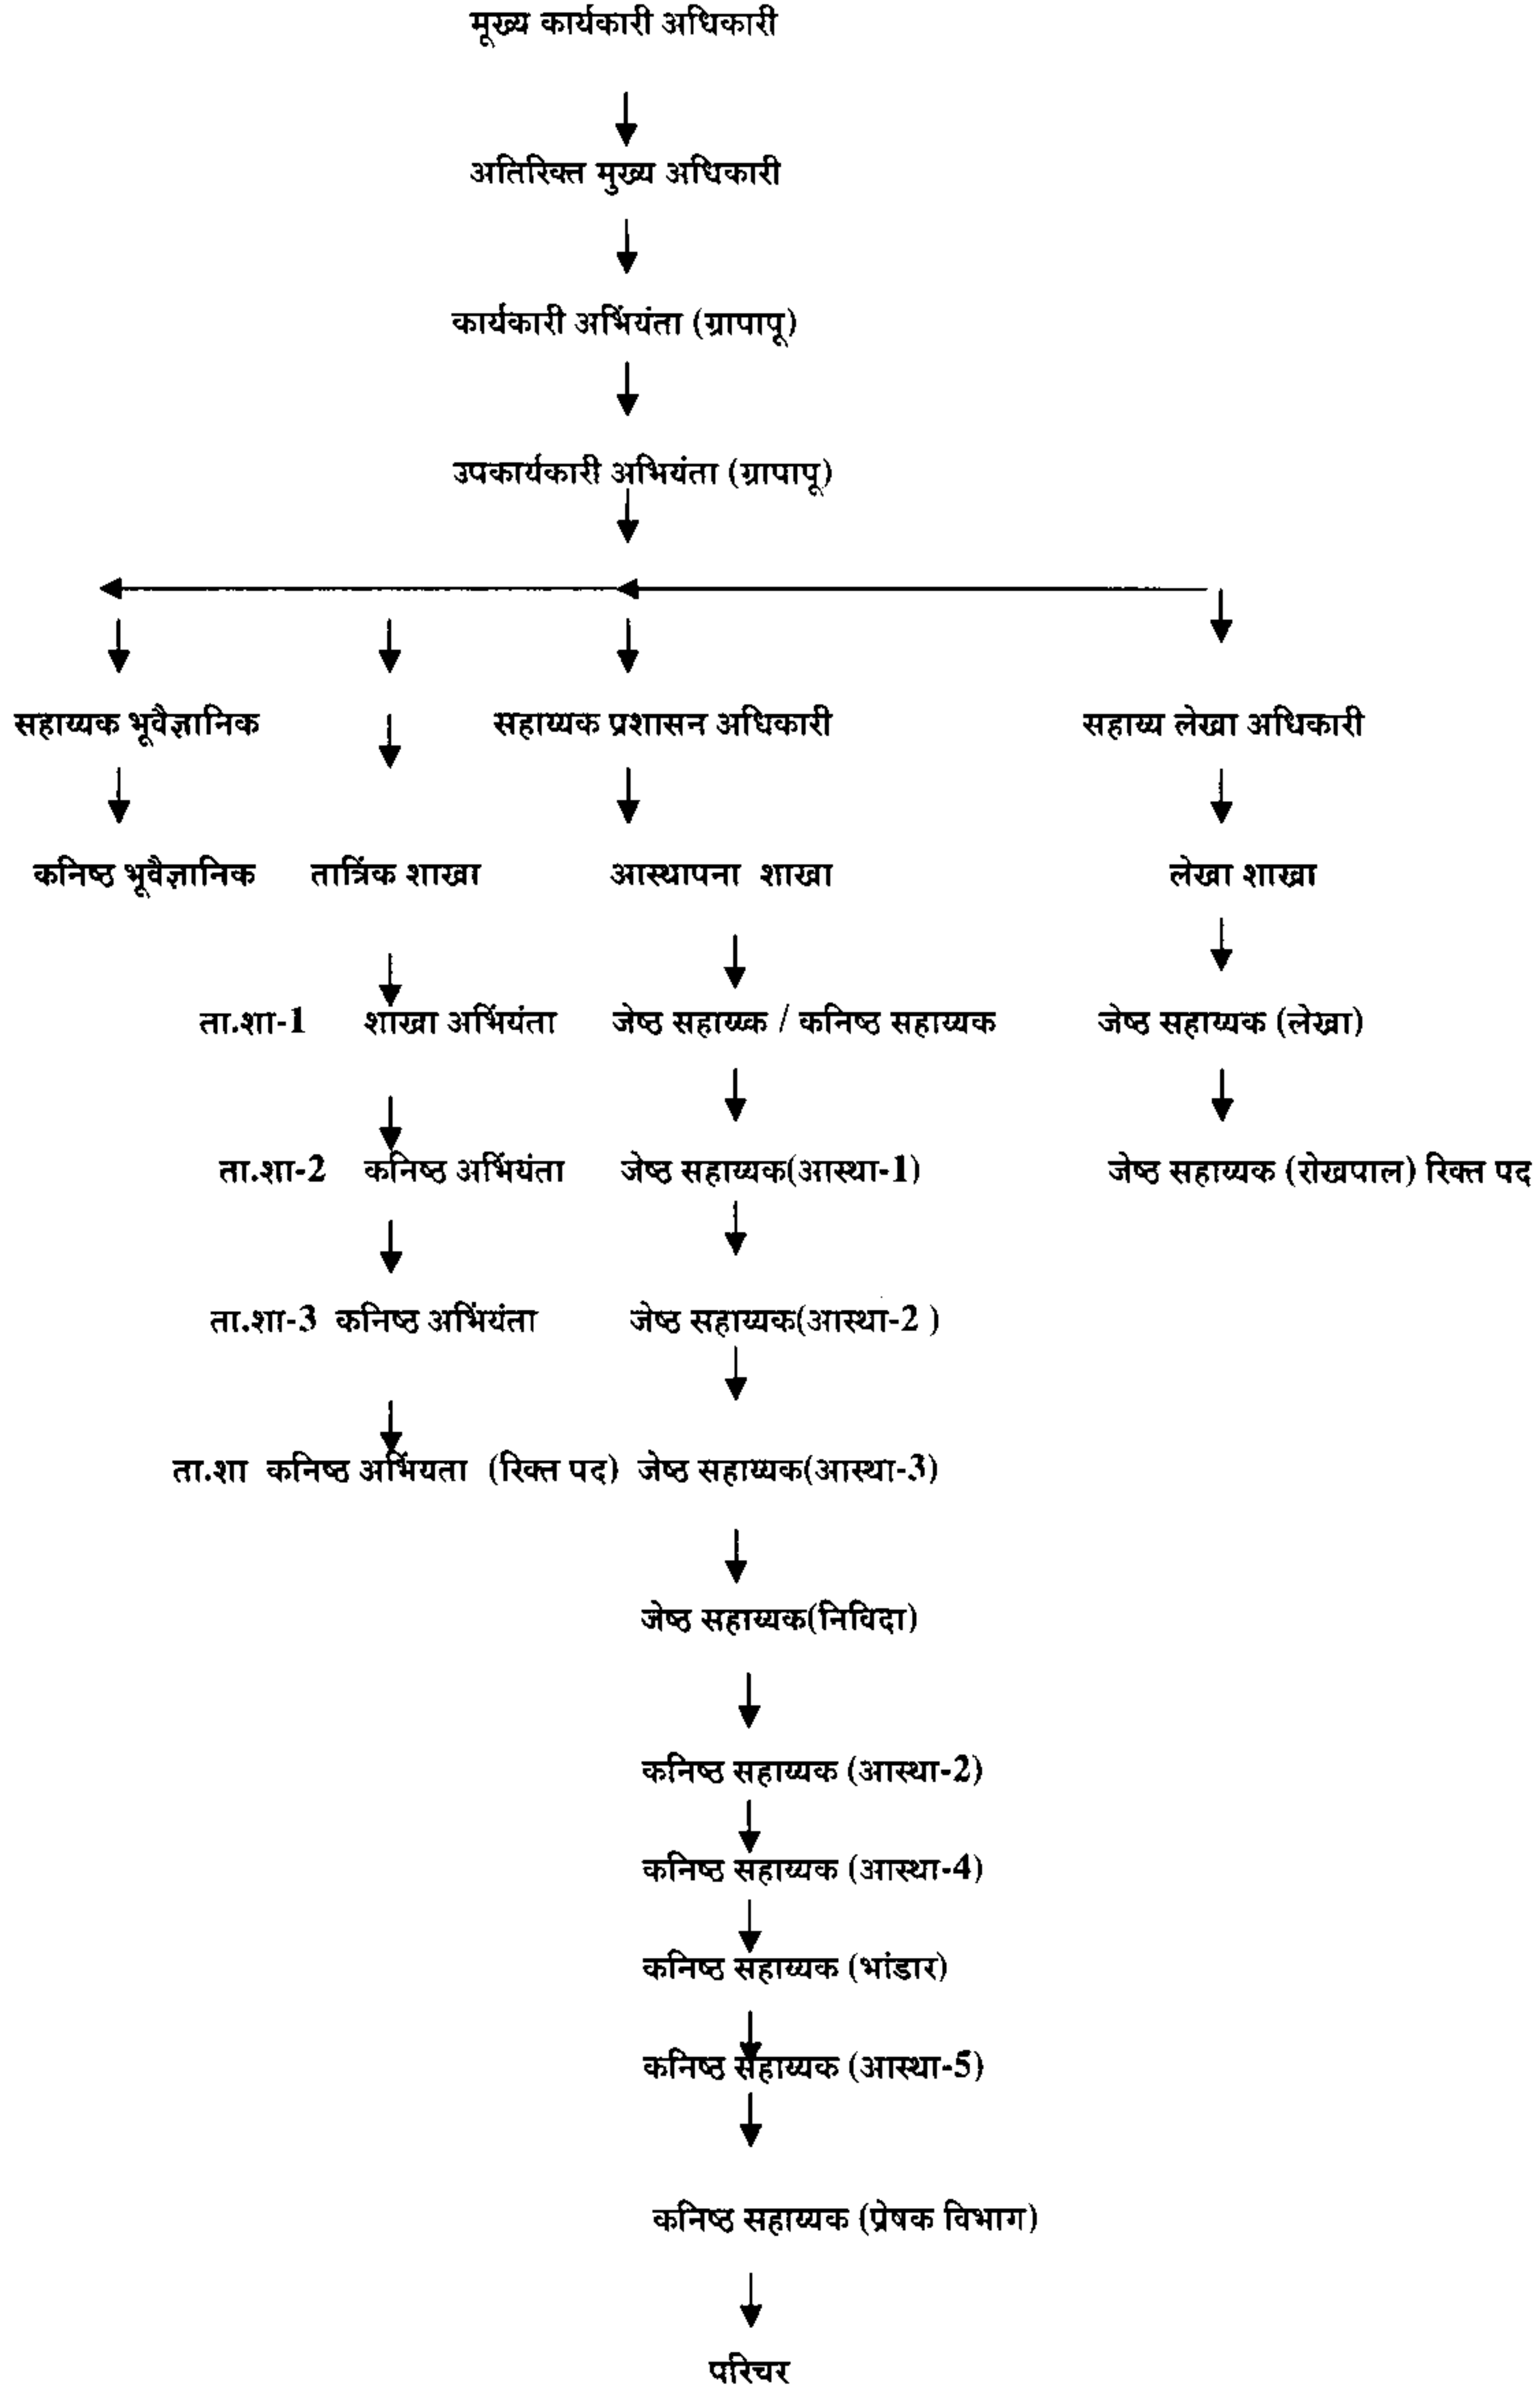 मूख्य कार्यकारी अधिकारी
अतिरिक्त मुख्य अधिकारी
कार्यकारी अभिंयंता (ग्रापापू)
उपकार्यकारी अभियंता (ग्रापापू)
सहाय्यक भूवैज्ञानिक सहाय्यक प्रशासन अधिकारी सहाय्य लेखा अधिकारी
कनिष्ठ भूवैज्ञानिक तात्रिंक शाखा आस्थापना शाखा लेखा शाखा
ता.शा-1 शाखा अभिंयंता जेष्ठ सहाय्य्क / कनिष्ठ सहाय्यक जेष्ठ सहाय्यक (लेखा)
ता.शा-2 कनिष्ठ अभिंयंता जेष्ठ सहाय्यक(आस्था-1) जेष्ठ सहाय्यक (रोखपाल) रिक्त पद
ता.शा-3 कनिष्ठ अभिंयंता जेष्ठ सहाय्यक(आस्था-2 )
ता.शा कनिष्ठ अभिंयता (रिक्त पद) जेष्ठ सहाय्यक(आस्था-3)
जेष्ठ सहाय्यक(निविदा)
कनिष्ठ सहाय्यक (आस्था-2)
कनिष्ठ सहाय्यक (आस्था-4)
कनिष्ठ सहाय्यक (भांडार)
कनिष्ठ सहाय्यक (आस्था-5)
कनिष्ठ सहाय्यक (प्रेषक विभाग)
परिचर